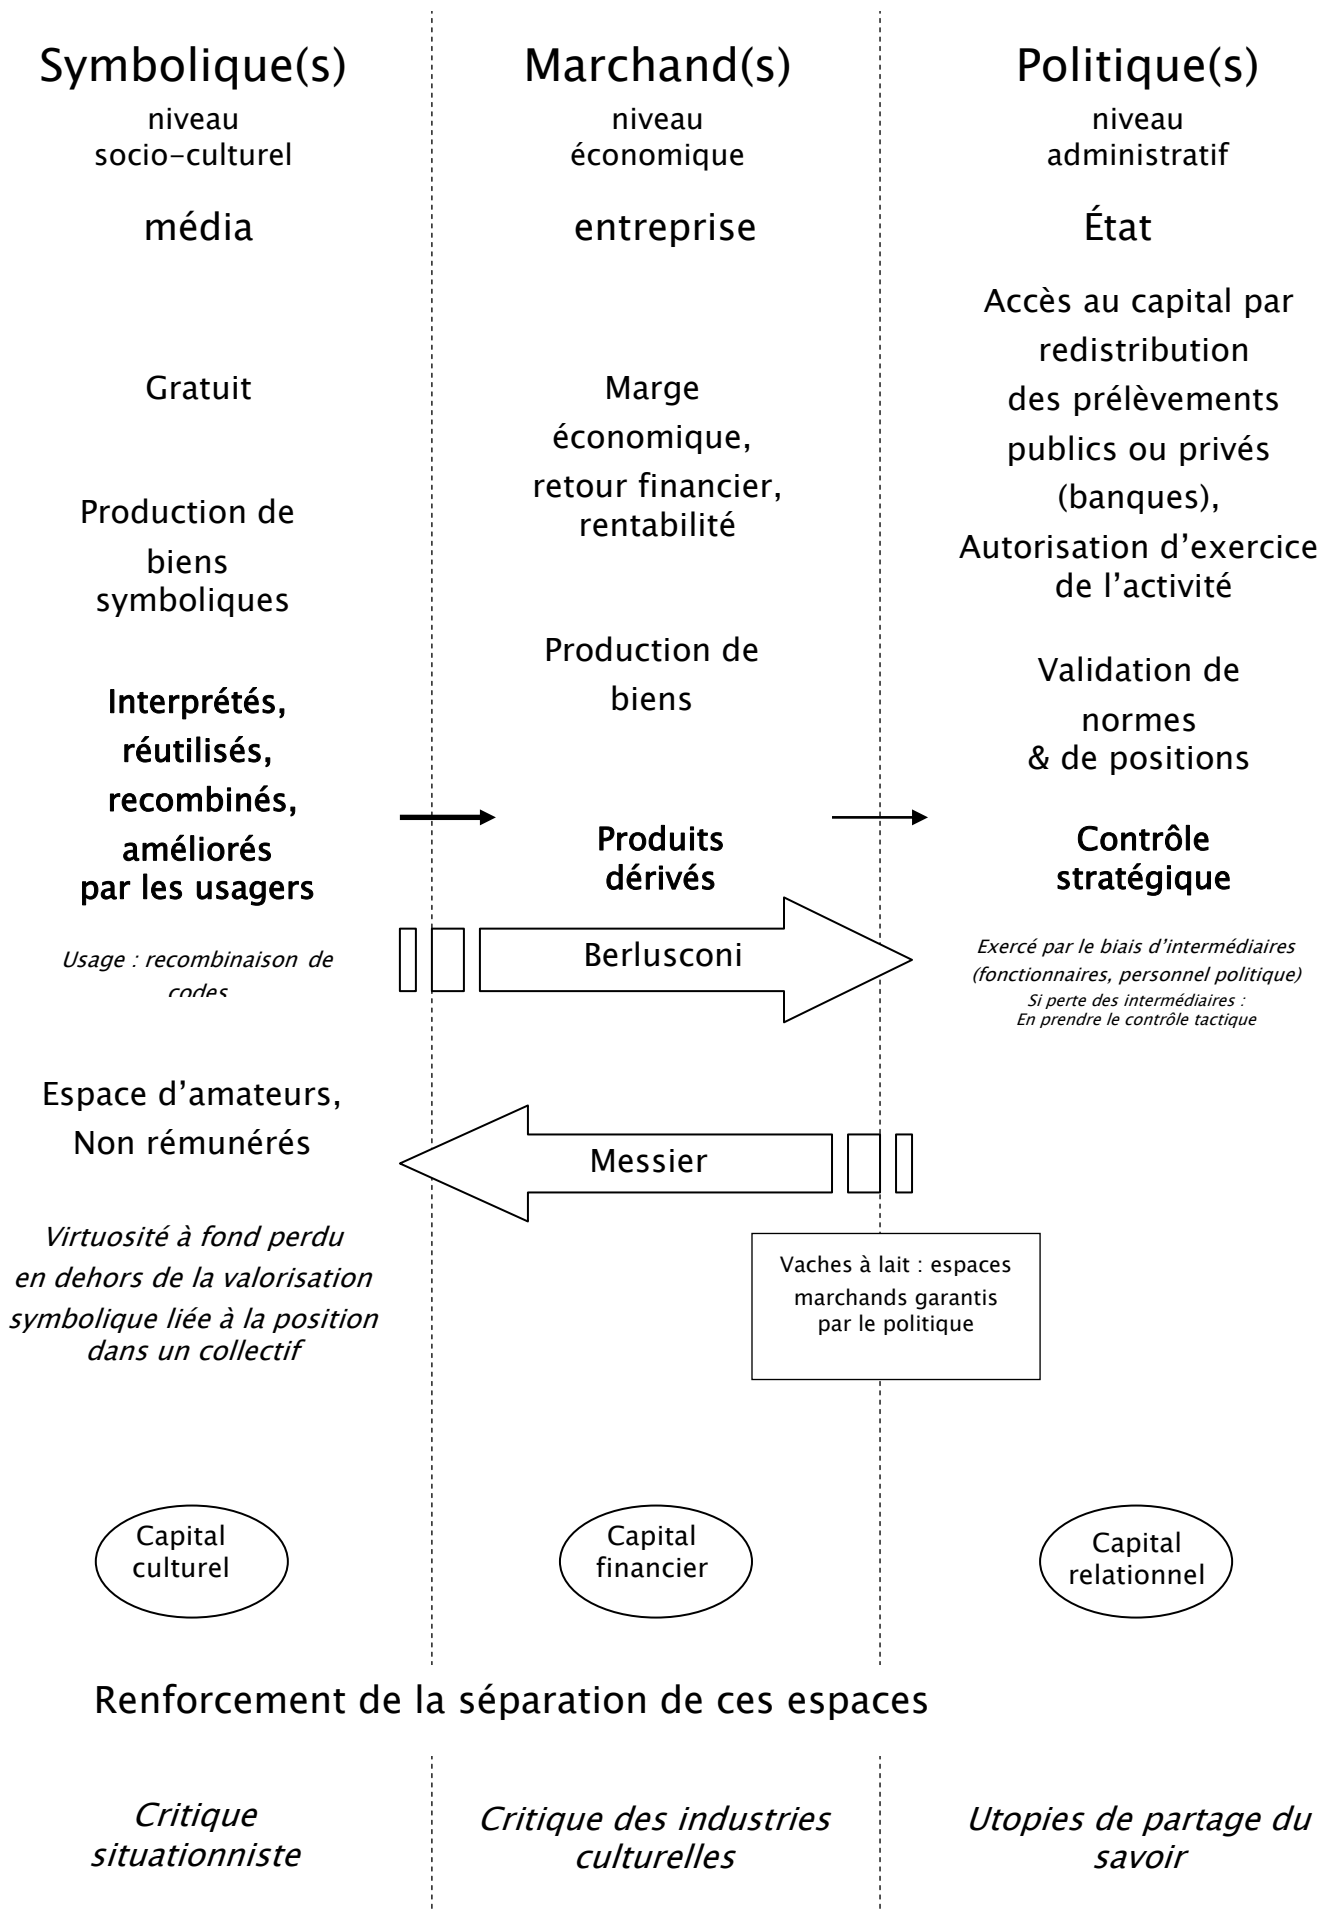 Symbolique(s)
niveau
socio-culturel
média
Gratuit
Production de
biens
symboliques
Interprétés,
réutilisés,
recombinés,
améliorés
par les usagers
Usage : recombinaison de
codes
Espace d’amateurs,
Non rémunérés
Virtuosité à fond perdu
en dehors de la valorisation
symbolique liée à la position
dans un collectif
Capital
culturel
Marchand(s)
niveau
économique
entreprise
Marge
économique,
retour financier,
rentabilité
Production de
biens
Produits
dérivés
Berlusconi
Messier
Capital
financier
Politique(s)
niveau
administratif
État
Accès au capital par
redistribution
des prélèvements
publics ou privés
(banques),
Autorisation d’exercice
de l’activité
Validation de
normes
& de positions
Contrôle
stratégique
Exercé par le biais d’intermédiaires
(fonctionnaires, personnel politique)
Si perte des intermédiaires :
En prendre le contrôle tactique
Vaches à lait : espaces
marchands garantis
par le politique
Capital
relationnel
Renforcement de la séparation de ces espaces
Critique
situationniste
Critique des industries
culturelles
Utopies de partage du
savoir